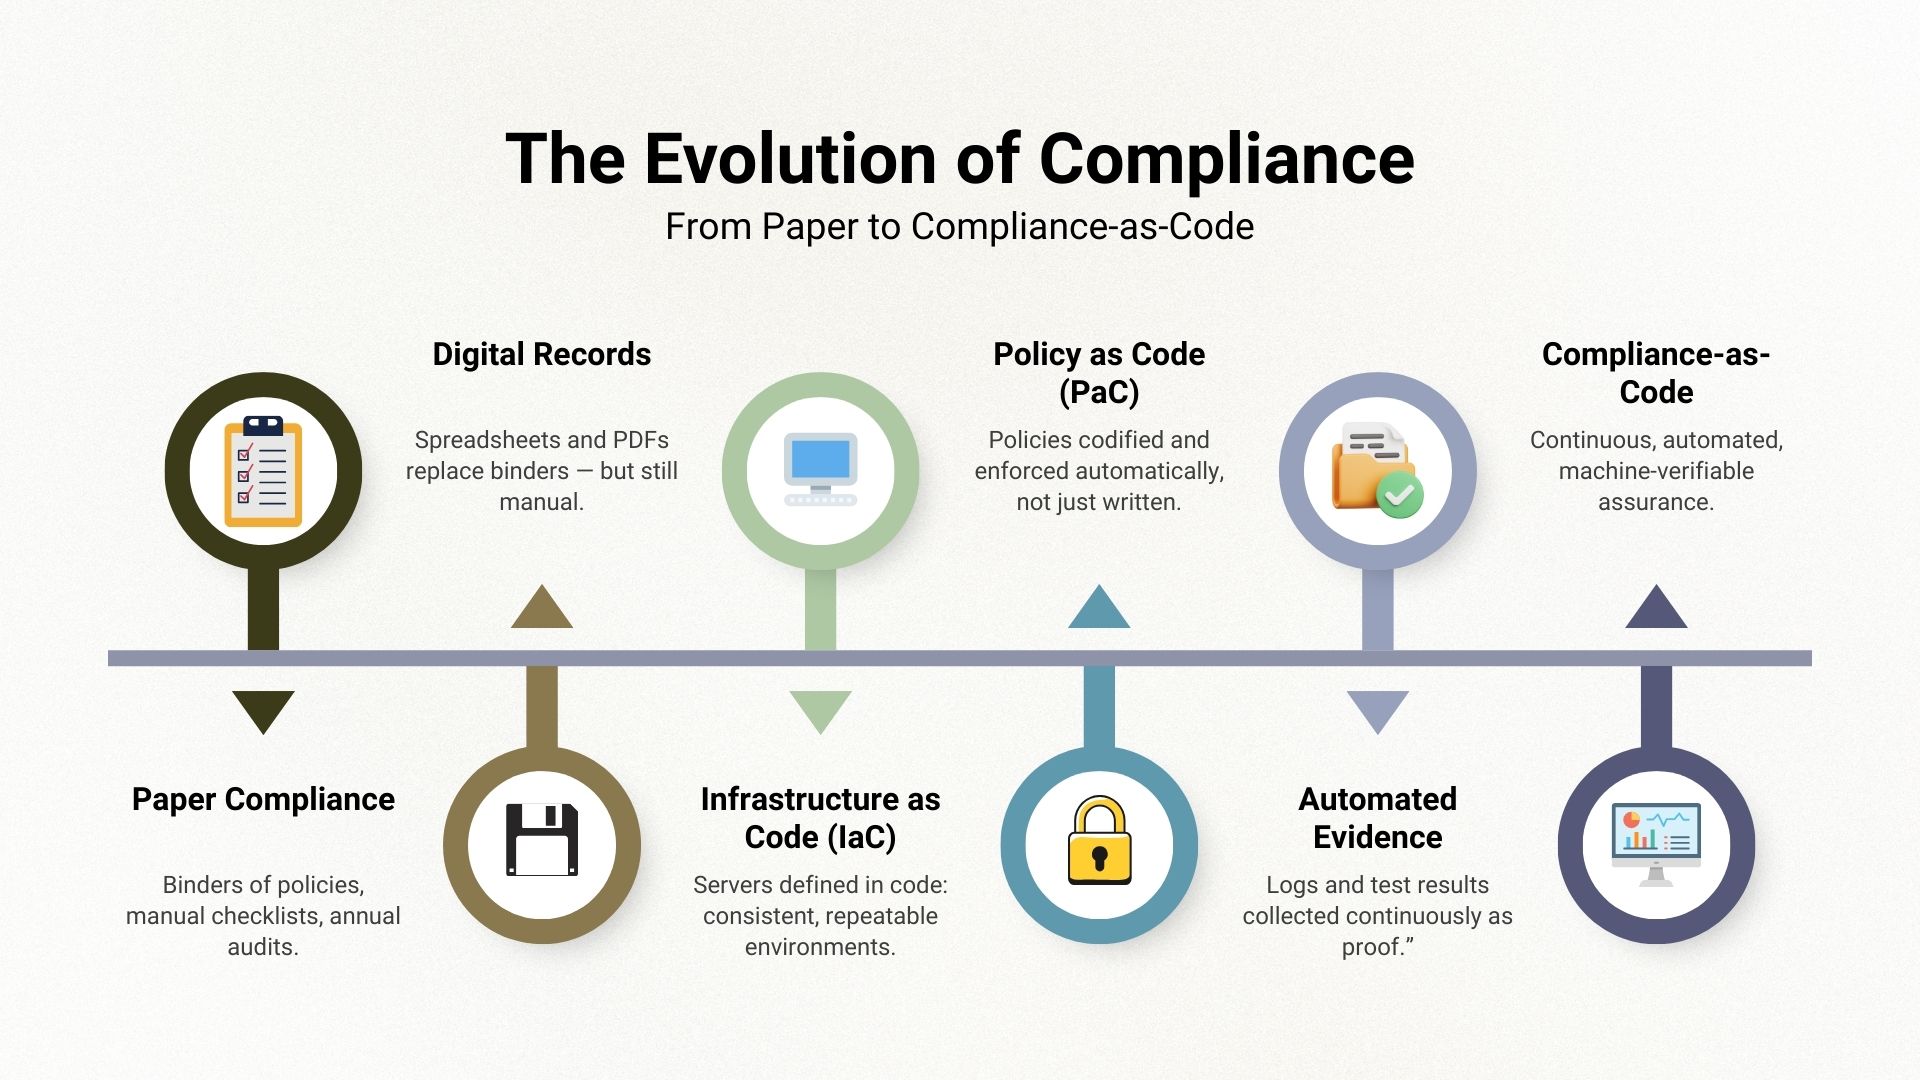 The Evolution of Compliance
From Paper to Compliance-as-Code
Paper Compliance
Binders of policies,
manual checklists, annual
audits.
Digital Records
Spreadsheets and PDFs
replace binders — but still
manual.
Infrastructure as
Code (IaC)
Servers defined in code:
consistent, repeatable
environments.
Policy as Code
(PaC)
Policies codified and
enforced automatically,
not just written.
Automated
Evidence
Logs and test results
collected continuously as
proof.”
Compliance-as-
Code
Continuous, automated,
machine-verifiable
assurance.